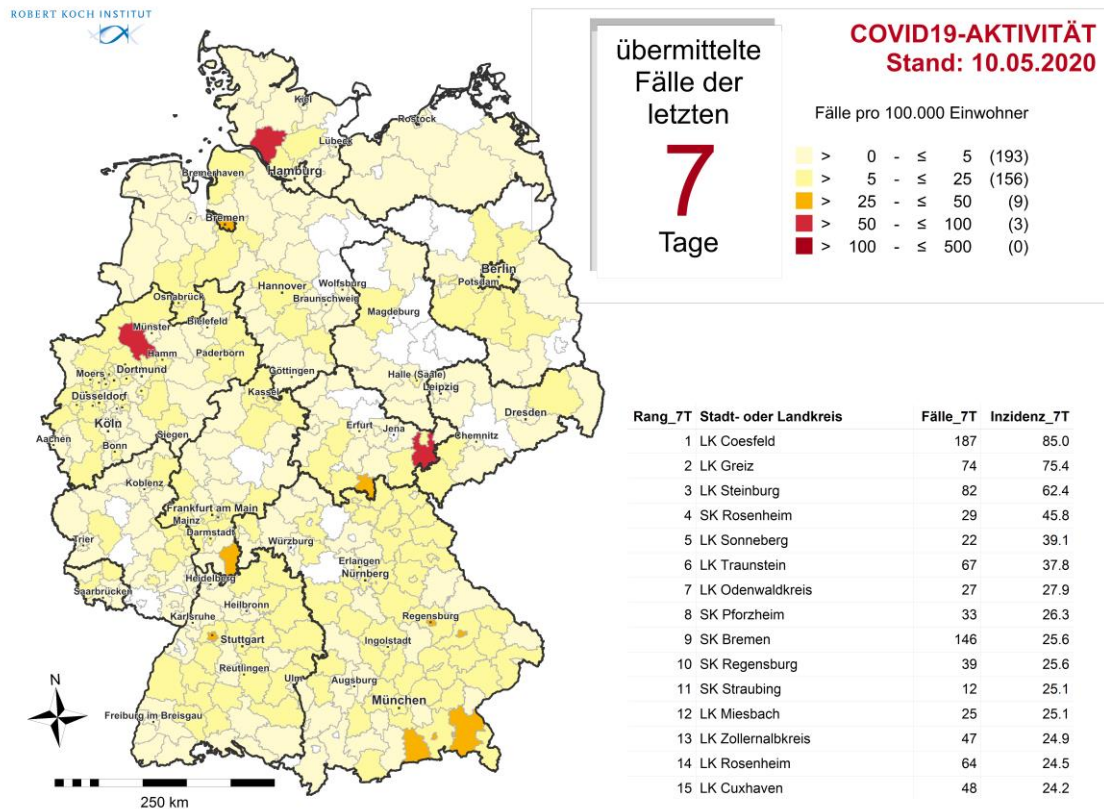 ROBERT KOCH INSTITUT
übermittelte
Fälle der
letzten
7
Tage
COVID19-AKTIVITÄT
Stand: 10.05.2020
Fälle pro 100.000 Einwohner
> 0 - ≤ 5 (193)
> 5 - ≤ 25 (156)
> 25 - ≤ 50 (9)
> 50 - ≤ 100 (3)
> 100 - ≤ 500 (0)
Kiel
Rostock
Lübeck
Bremerhaven
Hamburg
Bremen
Berlin
Potsdam
Hannover
Wolfsburg
Braunschweig
Osnabrück
Magdeburg
Bielefeld
Münster
Hamm
Paderborn
Moers
Dortmund
Göttingen
Halle (Saale)
Leipzig
Kassel
Düsseldorf
Köln
Dresden
Erfurt
Jena
Chemnitz
Siegen
Aachen
Bonn
Koblenz
Frankfurt am Main
Mainz
Darmstadt
Würzburg
Trier
Erlangen
Nürnberg
Heidelberg
Saarbrücken
Heilbronn
Karlsruhe
Regensburg
Stuttgart
Ingolstadt
Reutlingen
Ulm
Augsburg
München
Freiburg im Breisgau
N
250 km
Rang_7T Stadt- oder Landkreis Fälle_7T Inzidenz_7T
1 LK Coesfeld 187 85.0
2 LK Greiz 74 75.4
3 LK Steinburg 82 62.4
4 SK Rosenheim 29 45.8
5 LK Sonneberg 22 39.1
6 LK Traunstein 67 37.8
7 LK Odenwaldkreis 27 27.9
8 SK Pforzheim 33 26.3
9 SK Bremen 146 25.6
10 SK Regensburg 39 25.6
11 SK Straubing 12 25.1
12 LK Miesbach 25 25.1
13 LK Zollernalbkreis 47 24.9
14 LK Rosenheim 64 24.5
15 LK Cuxhaven 48 24.2